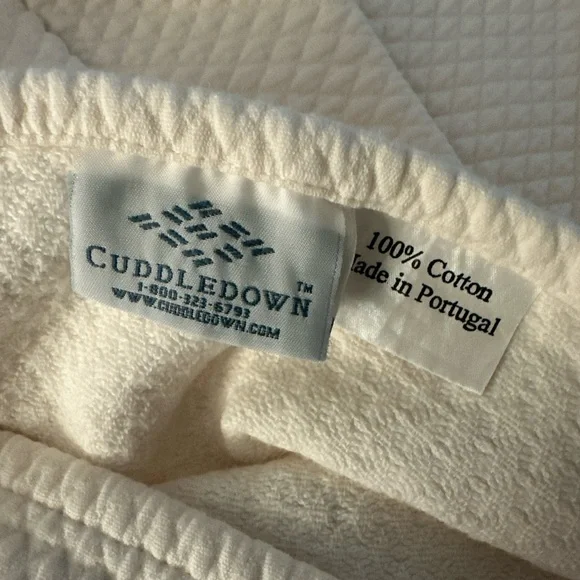 CUDDLEDOWN™
1-800-323-6793
WWW.CUDDLEDOWN.COM
100% Cotton
Made in Portugal